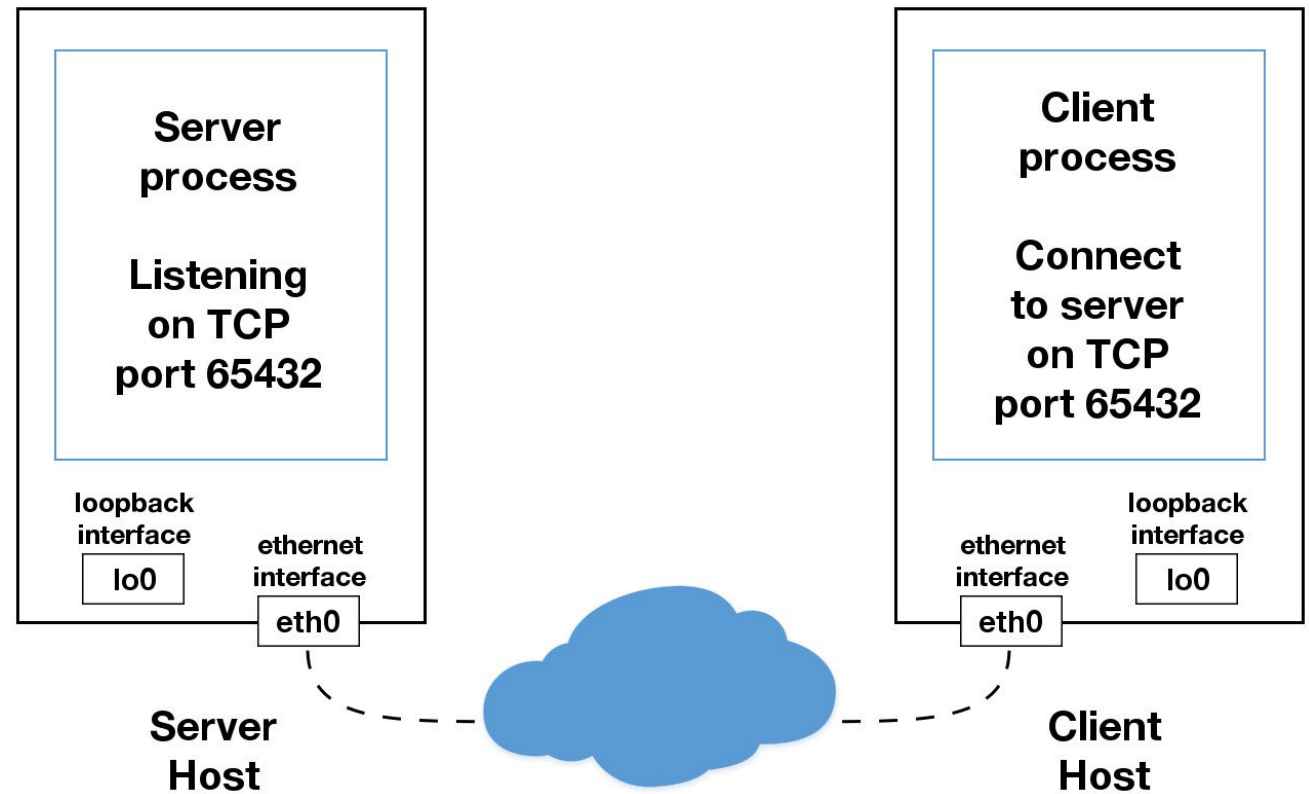 Server
process
Listening
on TCP
port 65432
loopback
interface
lo0
ethernet
interface
eth0
Server
Host
Client
process
Connect
to server
on TCP
port 65432
ethernet
interface
eth0
loopback
interface
lo0
Client
Host